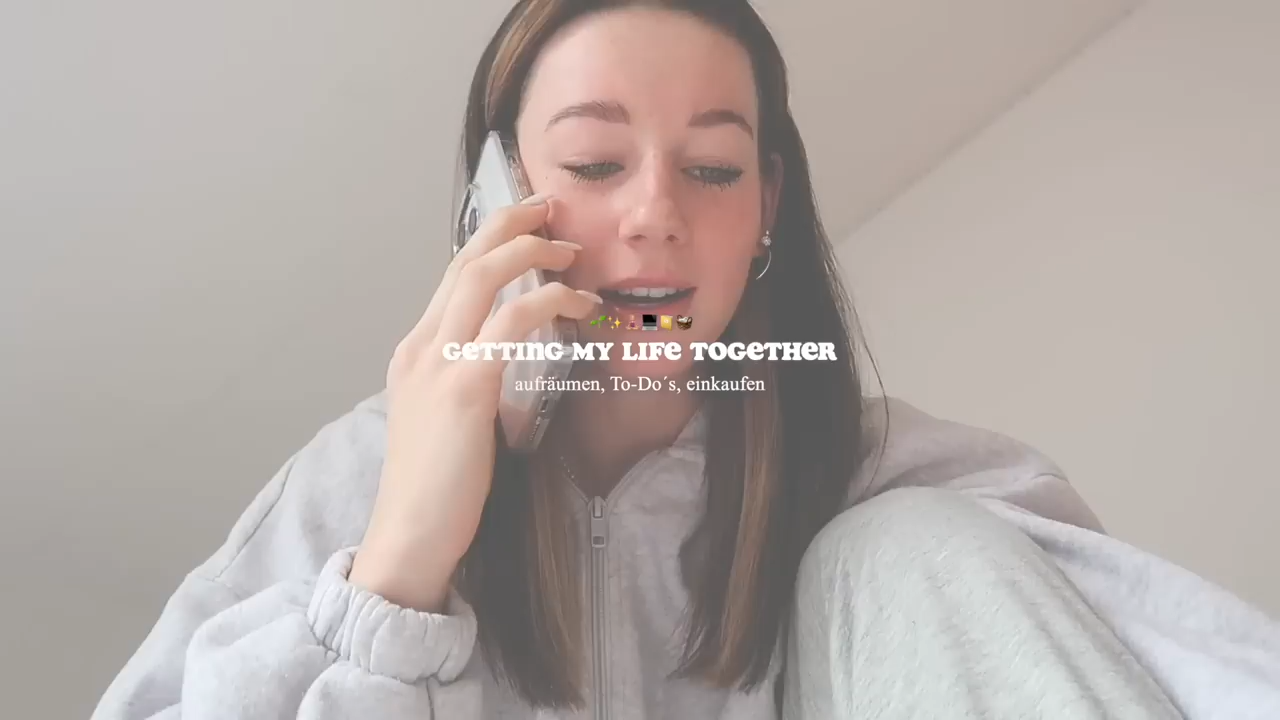 🌱✨🧘🏼‍♀️💻📒🧺
GETTING MY LIFE TOGETHER
aufräumen, To-Do´s, einkaufen